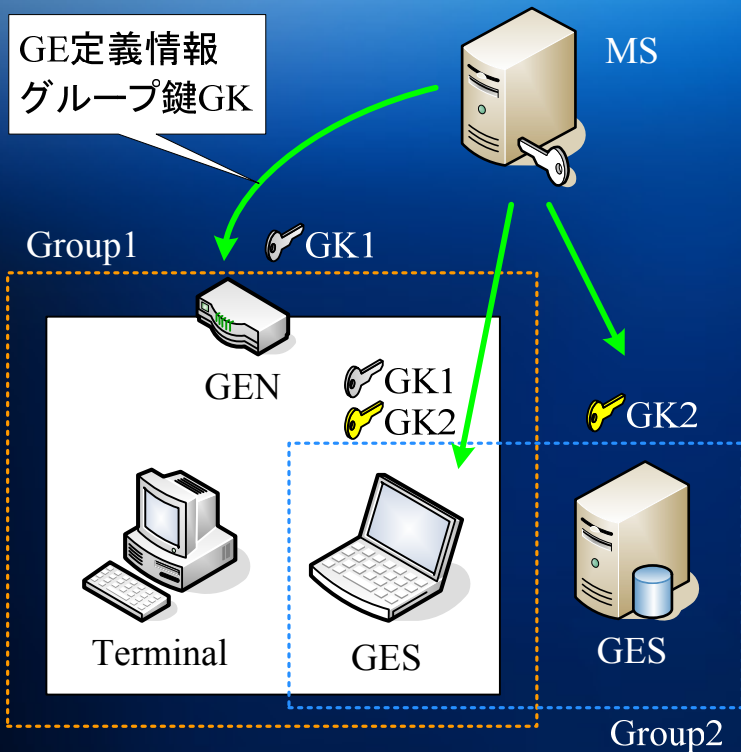 GE定義情報
グループ鍵GK
MS
Group1
GK1
GEN
GK1
GK2
GK2
Terminal
GES
GES
Group2